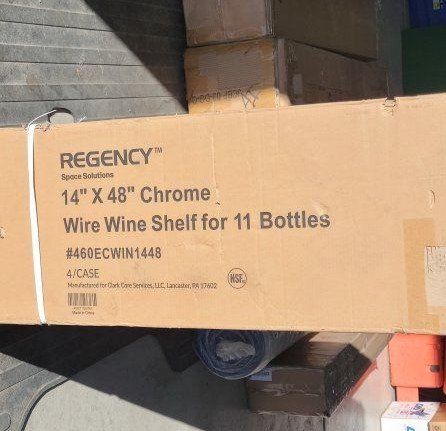 REGENCY™
Space Solutions
14" X 48" Chrome
Wire Wine Shelf for 11 Bottles
#460ECWIN1448
4/CASE
Manufactured for Clark Core Services, LLC, Lancaster, PA 17602
NSF.
Made in China